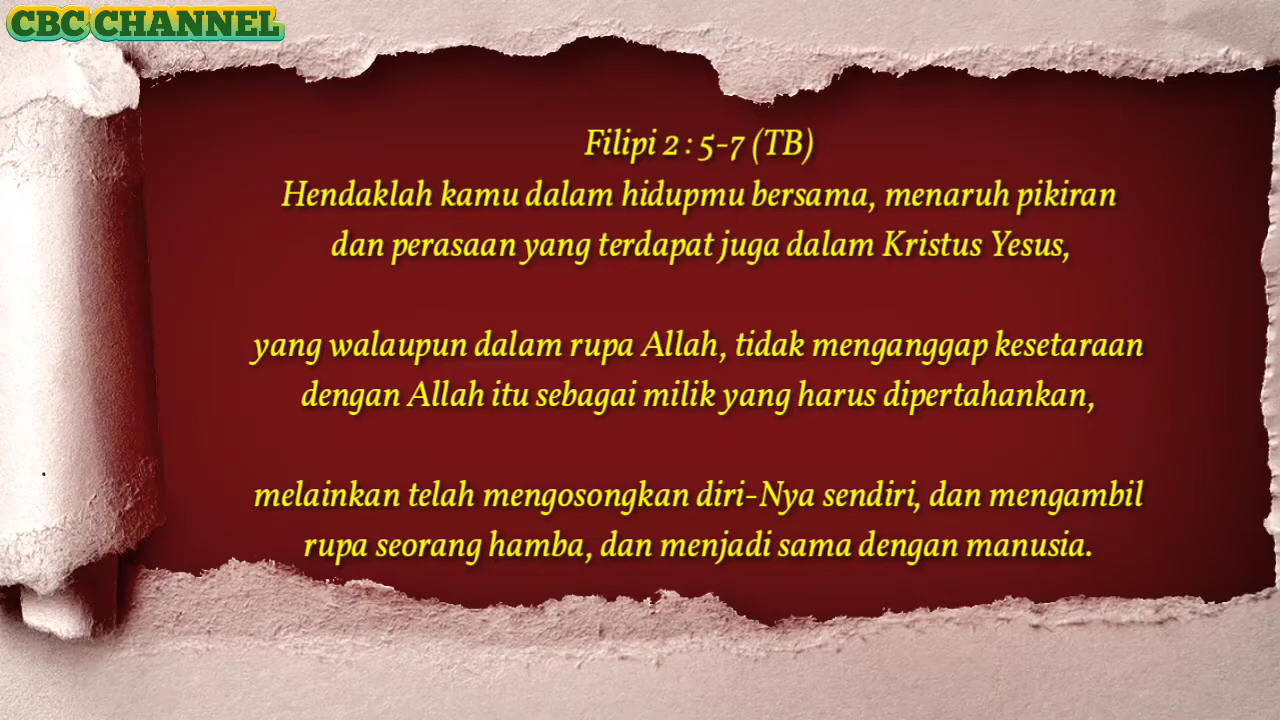 CBC CHANNEL
Filipi 2 : 5-7 (TB)
Hendaklah kamu dalam hidupmu bersama, menaruh pikiran
dan perasaan yang terdapat juga dalam Kristus Yesus,
yang walaupun dalam rupa Allah, tidak menganggap kesetaraan
dengan Allah itu sebagai milik yang harus dipertahankan,
melainkan telah mengosongkan diri-Nya sendiri, dan mengambil
rupa seorang hamba, dan menjadi sama dengan manusia.